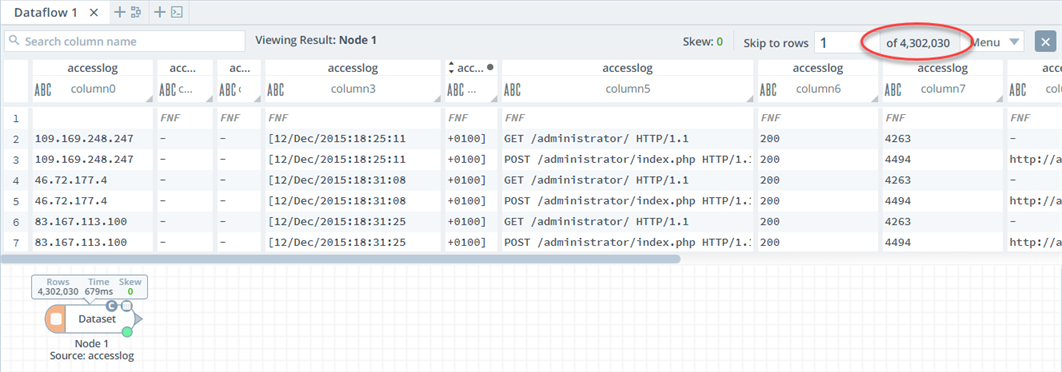 Dataflow 1
Search column name
Viewing Result: Node 1
Skew: 0
Skip to rows
1
of 4,302,030
Menu
accesslog acc... ac... accesslog acc... accesslog accesslog accesslog acces
ABC column0 ABC c... ABC ABC column3 ABC ... ABC column5 ABC column6 ABC column7 ABC
1 FNF FNF FNF FNF FNF FNF FNF FNF
2 109.169.248.247 - - [12/Dec/2015:18:25:11 +0100] GET /administrator/ HTTP/1.1 200 4263 -
3 109.169.248.247 - - [12/Dec/2015:18:25:11 +0100] POST /administrator/index.php HTTP/1. 200 4494 http://a
4 46.72.177.4 - - [12/Dec/2015:18:31:08 +0100] GET /administrator/ HTTP/1.1 200 4263 -
5 46.72.177.4 - - [12/Dec/2015:18:31:08 +0100] POST /administrator/index.php HTTP/1. 200 4494 http://a
6 83.167.113.100 - - [12/Dec/2015:18:31:25 +0100] GET /administrator/ HTTP/1.1 200 4263 -
7 83.167.113.100 - - [12/Dec/2015:18:31:25 +0100] POST /administrator/index.php HTTP/1. 200 4494 http://a
Rows Time Skew
4,302,030 679ms 0
C
Dataset
Node 1
Source: accesslog